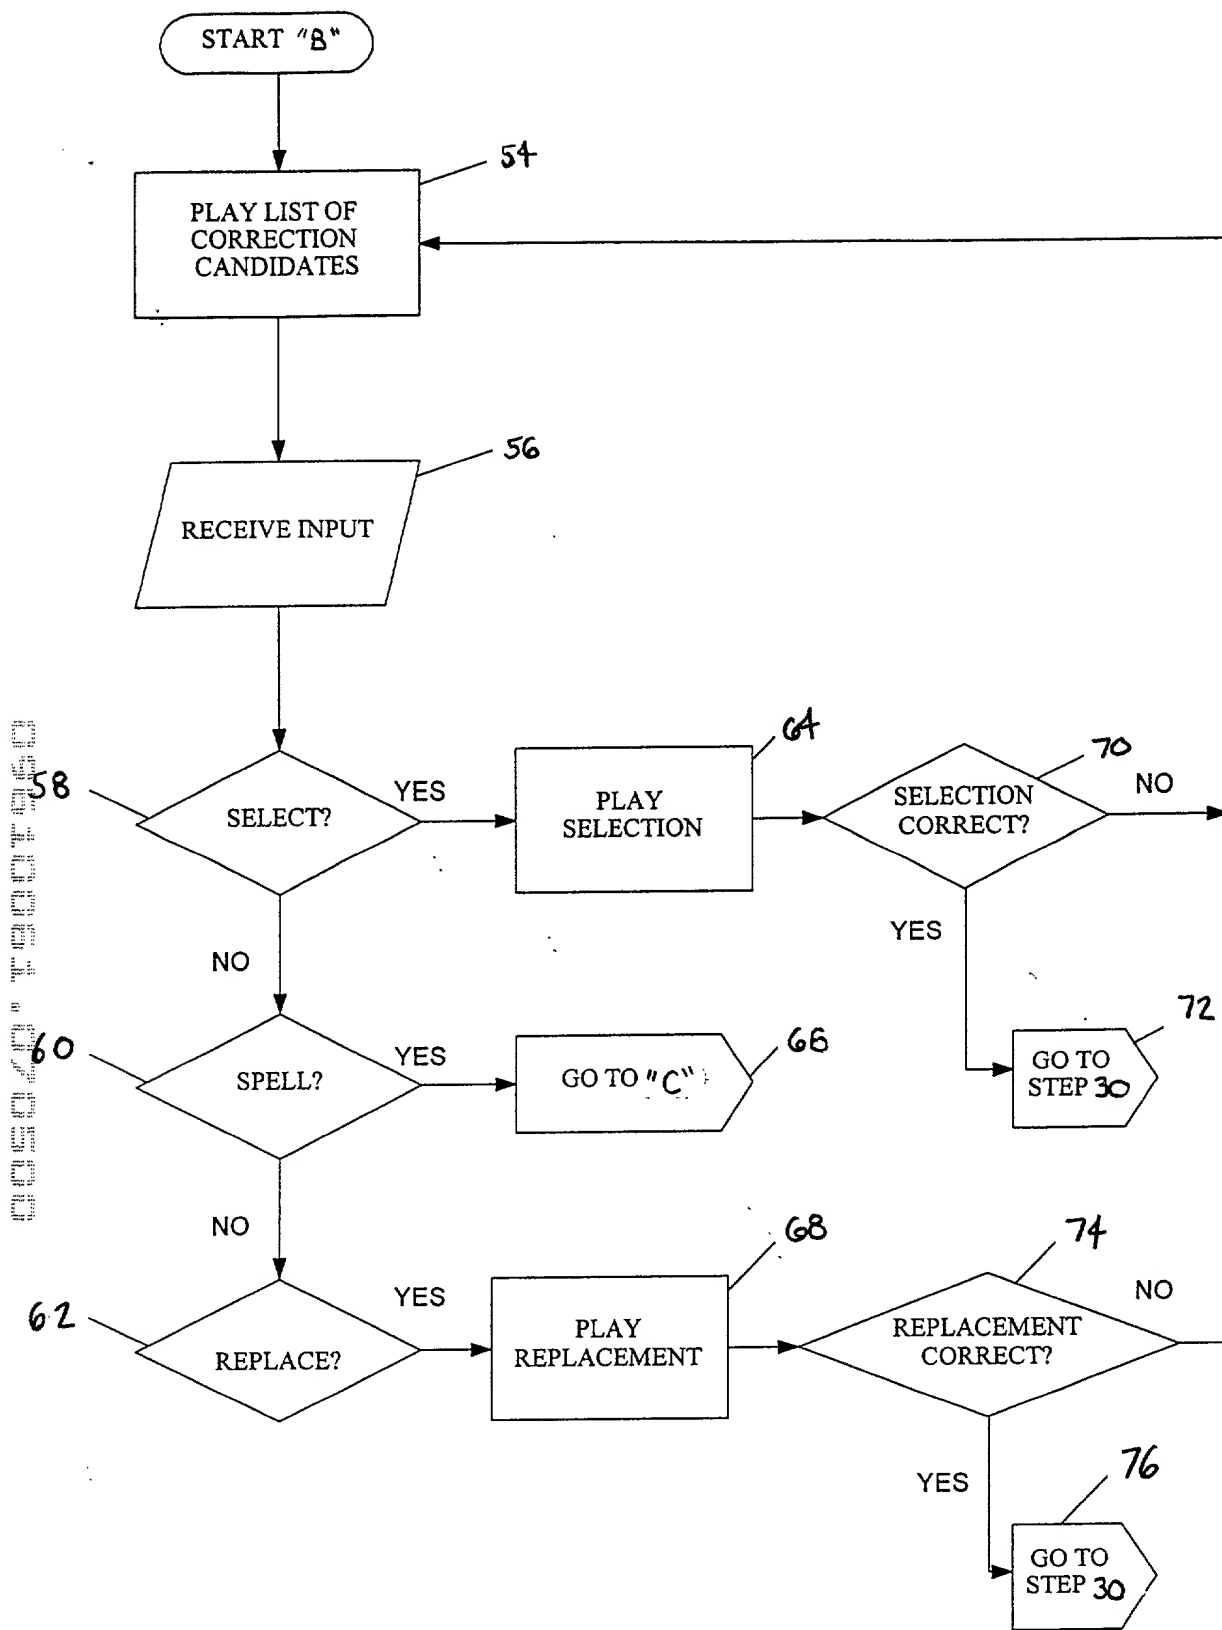 START "B"
54
PLAY LIST OF
CORRECTION
CANDIDATES
56
RECEIVE INPUT
58
SELECT?
YES
64
PLAY
SELECTION
70
SELECTION
CORRECT?
NO
YES
72
GO TO
STEP 30
NO
60
SPELL?
YES
66
GO TO "C"
NO
62
REPLACE?
YES
68
PLAY
REPLACEMENT
74
REPLACEMENT
CORRECT?
NO
YES
76
GO TO
STEP 30